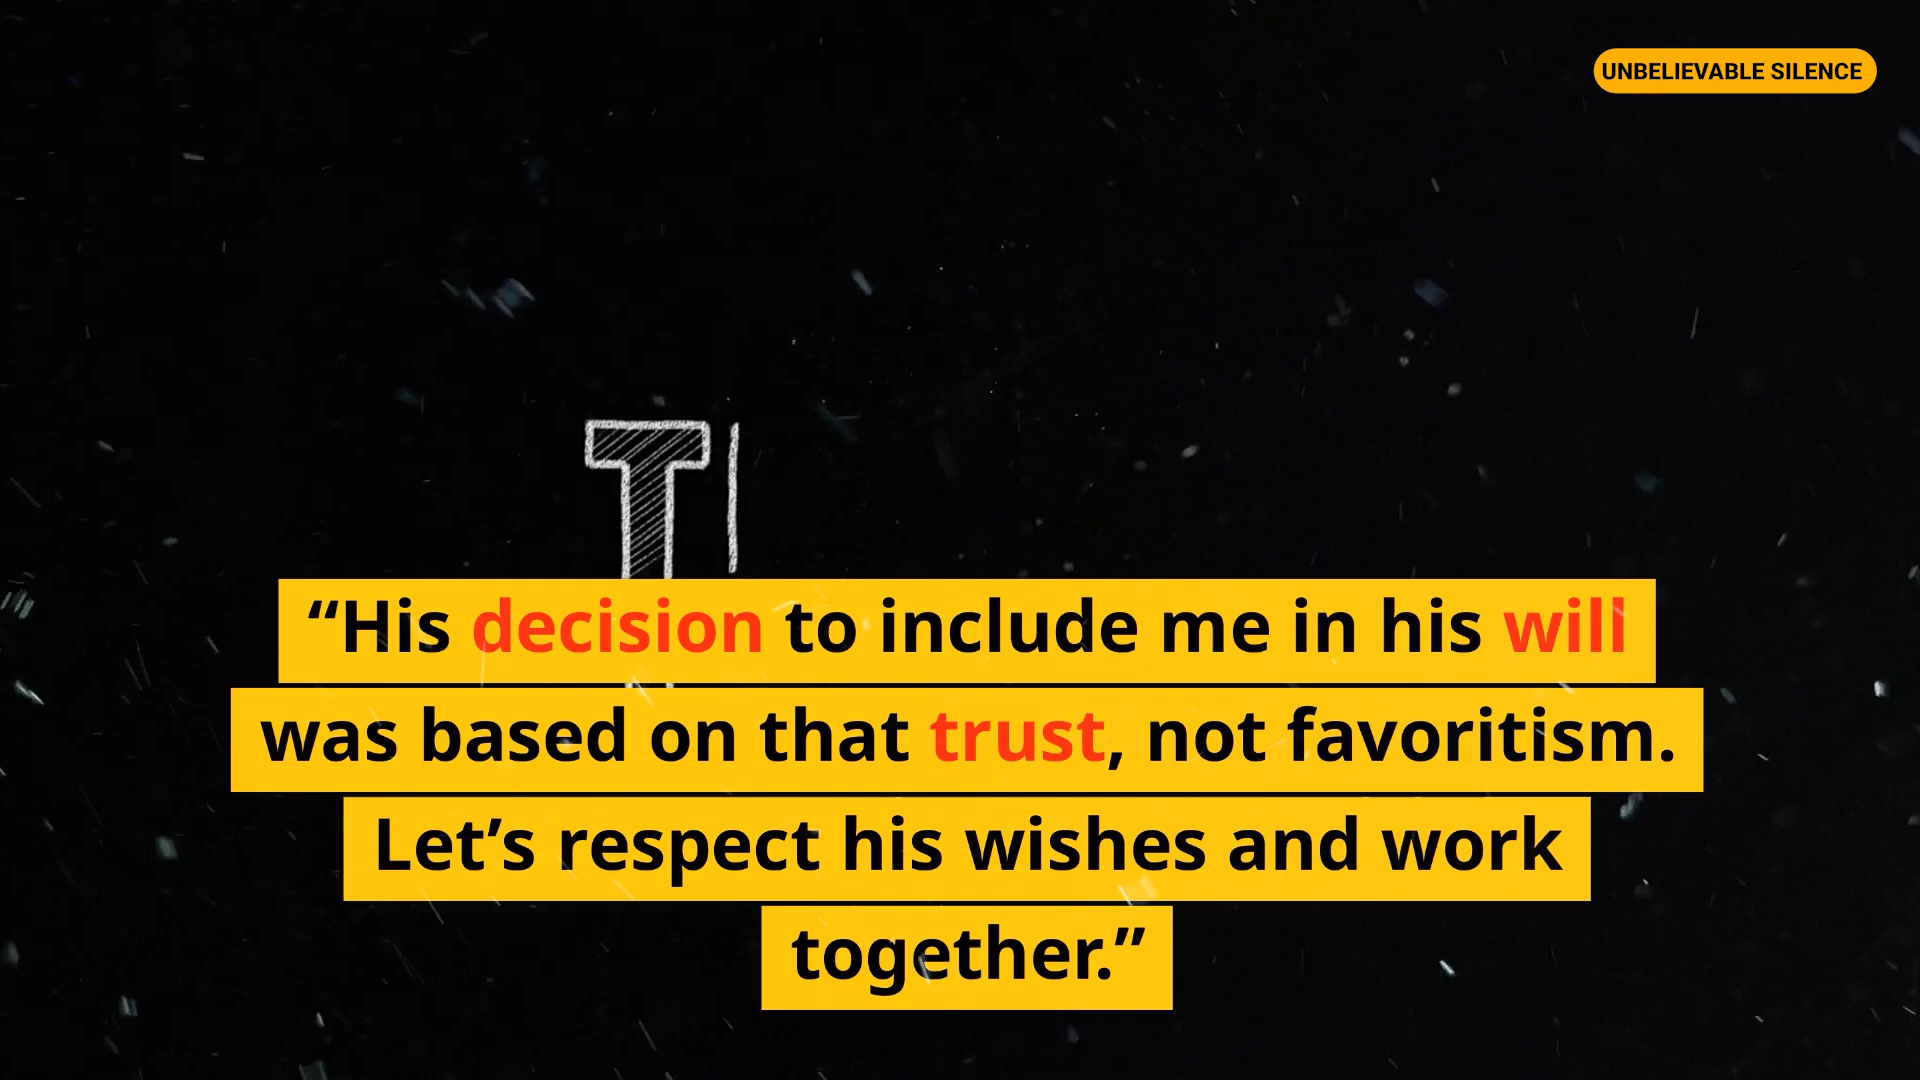 UNBELIEVABLE SILENCE
T
“His decision to include me in his will
was based on that trust, not favoritism.
Let’s respect his wishes and work
together.”